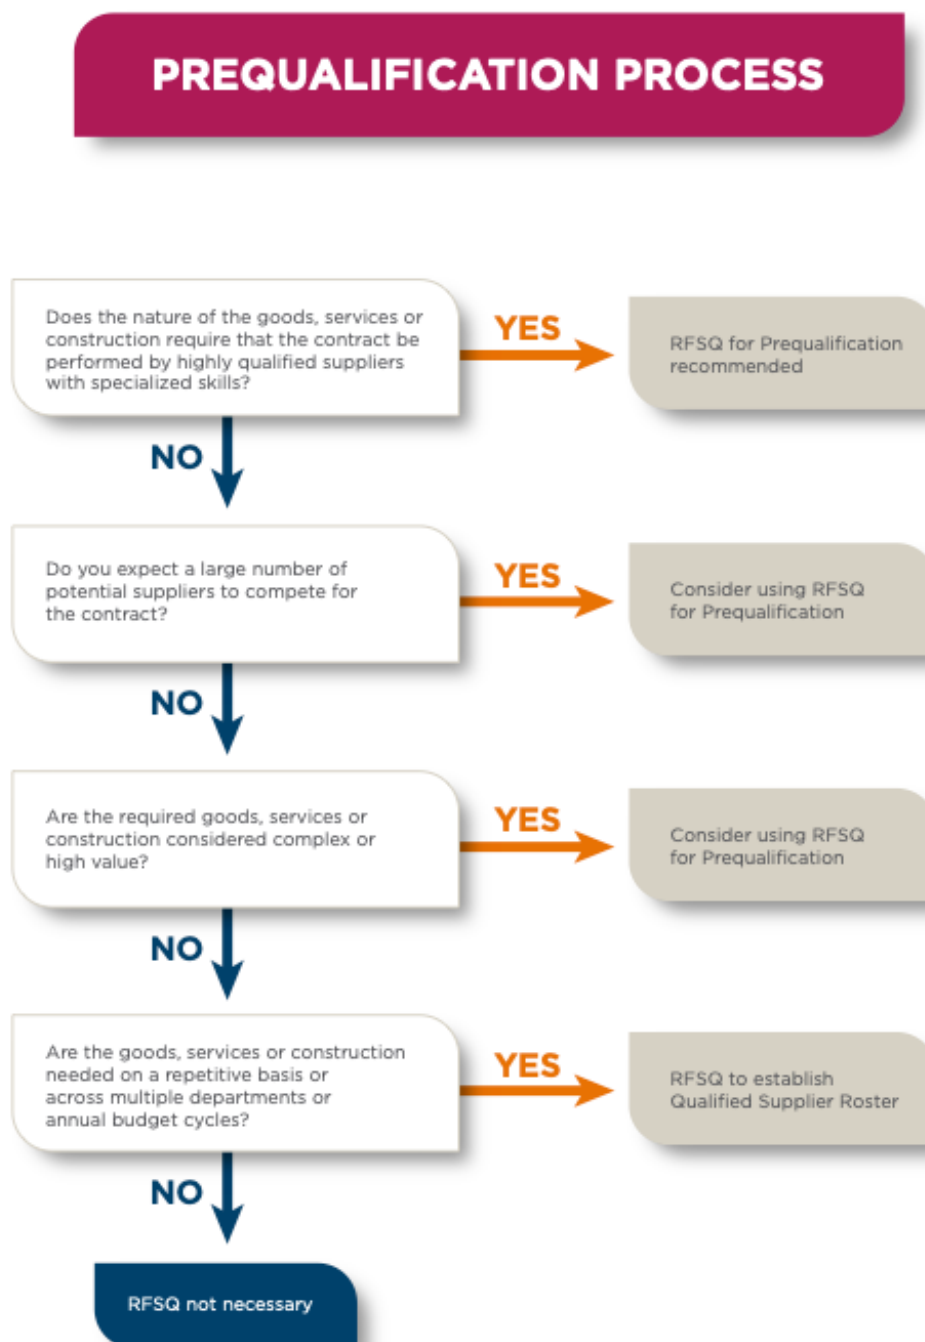 PREQUALIFICATION PROCESS
Does the nature of the goods, services or
construction require that the contract be
performed by highly qualified suppliers
with specialized skills?
YES
RFSQ for Prequalification
recommended
NO
Do you expect a large number of
potential suppliers to compete for
the contract?
YES
Consider using RFSQ
for Prequalification
NO
Are the required goods, services or
construction considered complex or
high value?
YES
Consider using RFSQ
for Prequalification
NO
Are the goods, services or construction
needed on a repetitive basis or
across multiple departments or
annual budget cycles?
YES
RFSQ to establish
Qualified Supplier Roster
NO
RFSQ not necessary